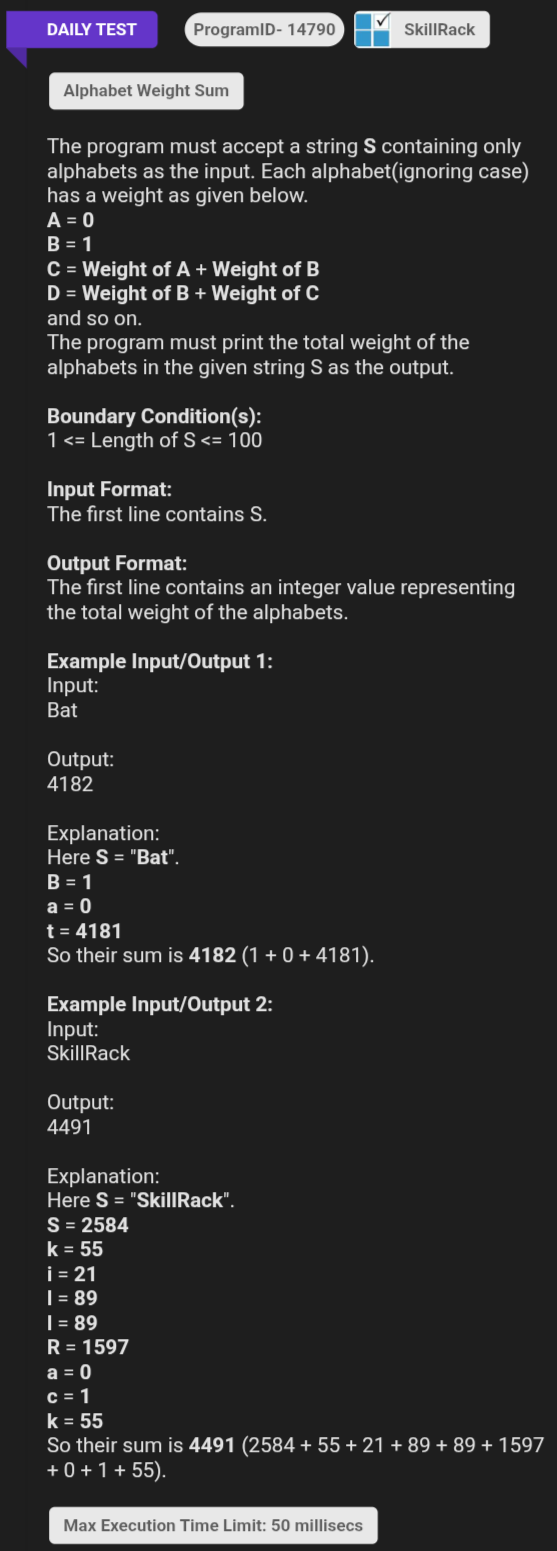 DAILY TEST
ProgramID- 14790
SkillRack
Alphabet Weight Sum
The program must accept a string S containing only
alphabets as the input. Each alphabet(ignoring case)
has a weight as given below.
A = 0
B = 1
C = Weight of A + Weight of B
D = Weight of B + Weight of C
and so on.
The program must print the total weight of the
alphabets in the given string S as the output.
Boundary Condition(s):
1 <= Length of S <= 100
Input Format:
The first line contains S.
Output Format:
The first line contains an integer value representing
the total weight of the alphabets.
Example Input/Output 1:
Input:
Bat
Output:
4182
Explanation:
Here S = "Bat".
B = 1
a = 0
t = 4181
So their sum is 4182 (1 + 0 + 4181).
Example Input/Output 2:
Input:
SkillRack
Output:
4491
Explanation:
Here S = "SkillRack".
S = 2584
k = 55
i = 21
l = 89
l = 89
R = 1597
a = 0
c = 1
k = 55
So their sum is 4491 (2584 + 55 + 21 + 89 + 89 + 1597
+ 0 + 1 + 55).
Max Execution Time Limit: 50 millisecs